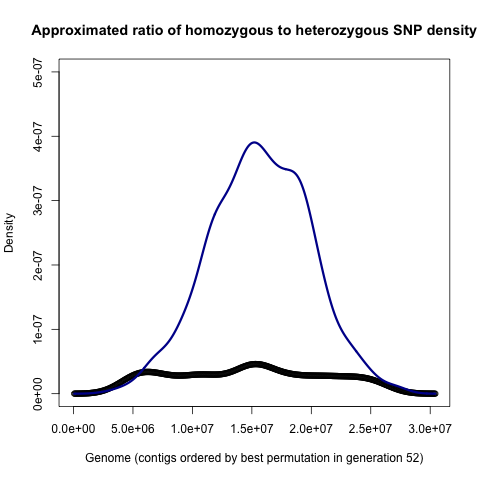 Approximated ratio of homozygous to heterozygous SNP density
5e-07
4e-07
3e-07
2e-07
1e-07
0e+00
Density
0.0e+00 5.0e+06 1.0e+07 1.5e+07 2.0e+07 2.5e+07 3.0e+07
Genome (contigs ordered by best permutation in generation 52)